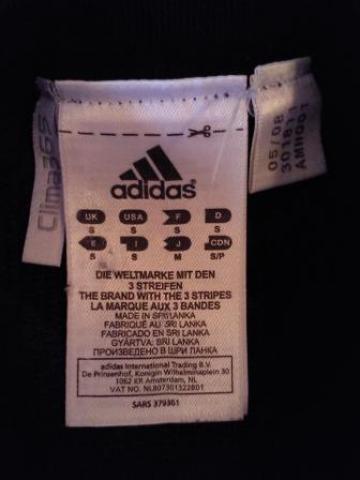 Clima365
05/08
AMH001
adidas
UK USA F D
S S S S
E I J CDN
S S M S/P
DIE WELTMARKE MIT DEN
3 STREIFEN
THE BRAND WITH THE 3 STRIPES
LA MARQUE AUX 3 BANDES
MADE IN SRI LANKA
FABRIQUÉ AU SRI LANKA
FABRICADO EN SRI LANKA
GYÁRTVA: SRI LANKA
ПРОИЗВЕДЕНО В ШРИ ЛАНКА
adidas International Trading B.V.
De Prinsenhof, Konigin Wilhelminaplein 30
1062 KR Amsterdam, NL
VAT NO. NL807301322B01
SARS 379361